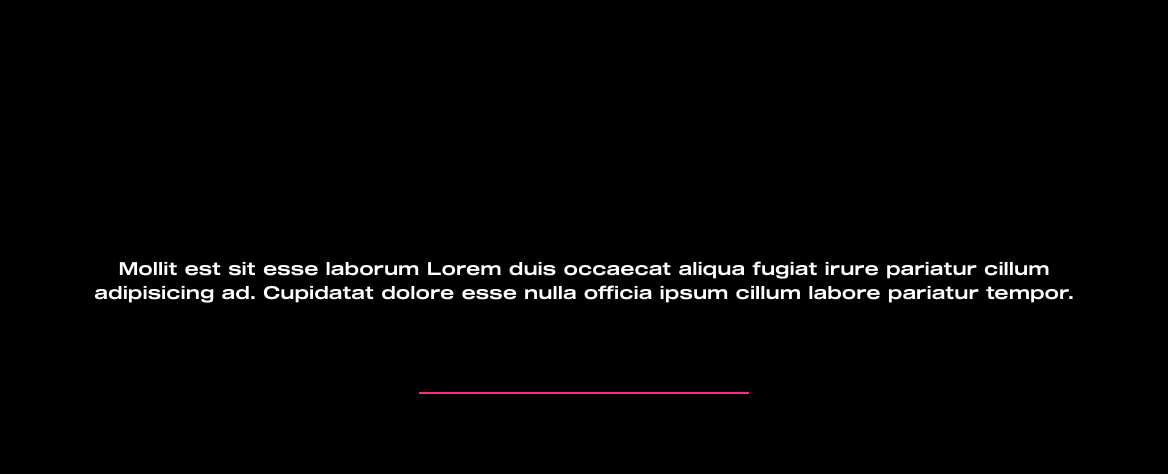 Mollit est sit esse laborum Lorem duis occaecat aliqua fugiat irure pariatur cillum
adipisicing ad. Cupidatat dolore esse nulla officia ipsum cillum labore pariatur tempor.